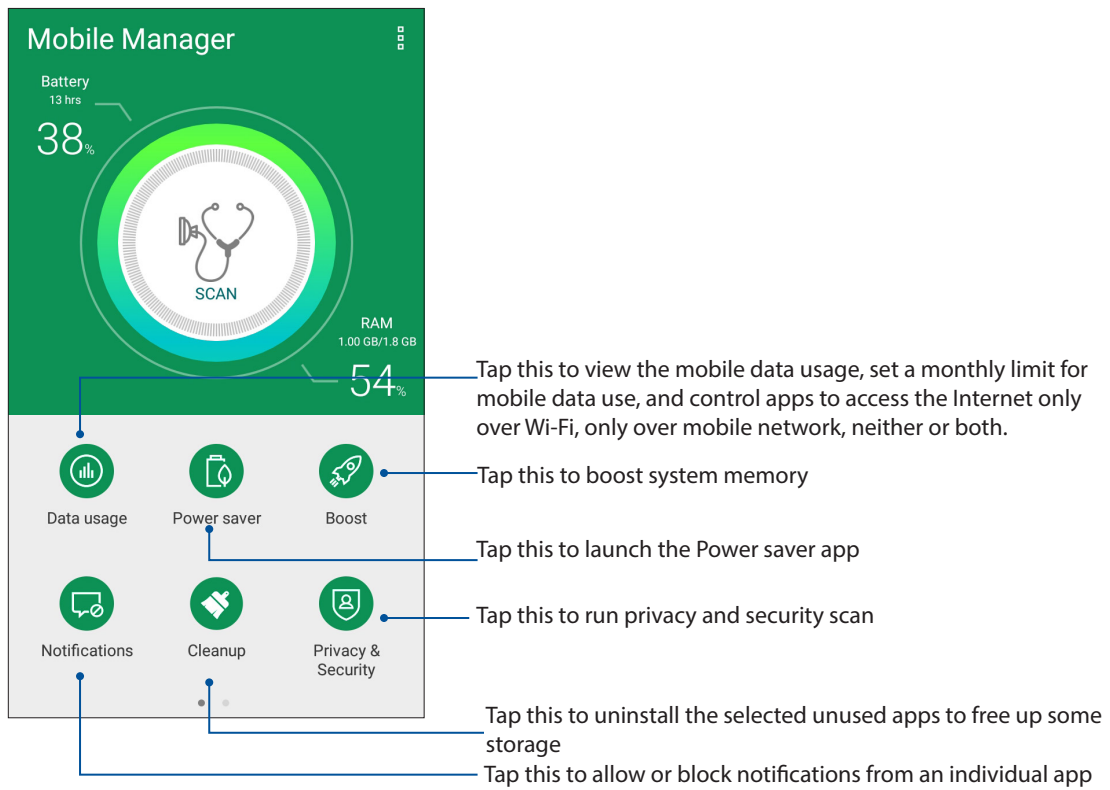 Mobile Manager
Battery
13 hrs
38%
SCAN
RAM
1.00 GB/1.8 GB
54%
Tap this to view the mobile data usage, set a monthly limit for
mobile data use, and control apps to access the Internet only
over Wi-Fi, only over mobile network, neither or both.
Data usage
Power saver
Boost
Tap this to boost system memory
Tap this to launch the Power saver app
Notifications
Cleanup
Privacy &
Security
Tap this to run privacy and security scan
Tap this to uninstall the selected unused apps to free up some
storage
Tap this to allow or block notifications from an individual app